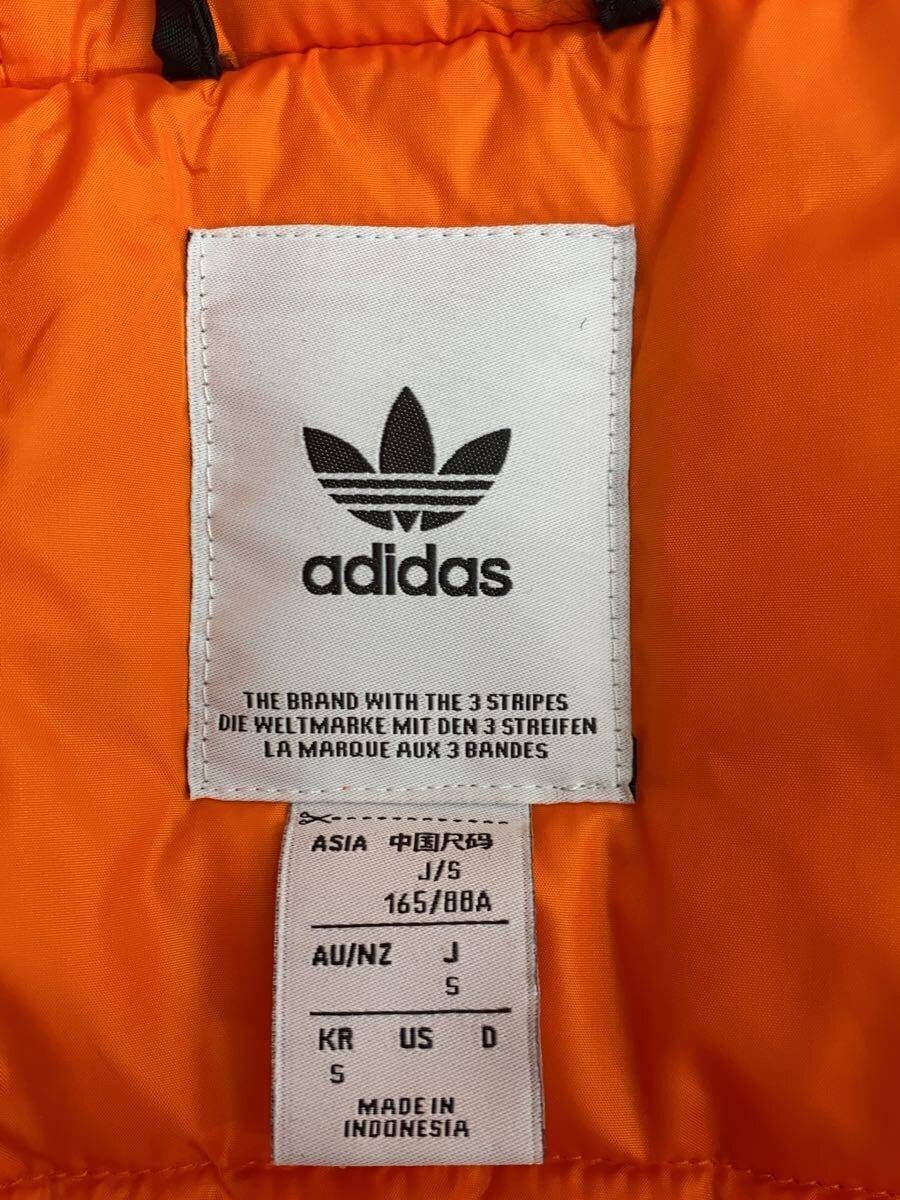 adidas
THE BRAND WITH THE 3 STRIPES
DIE WELTMARKE MIT DEN 3 STREIFEN
LA MARQUE AUX 3 BANDES
ASIA 中国尺码
J/S
165/88A
AU/NZ J
S
KR US D
S
MADE IN
INDONESIA